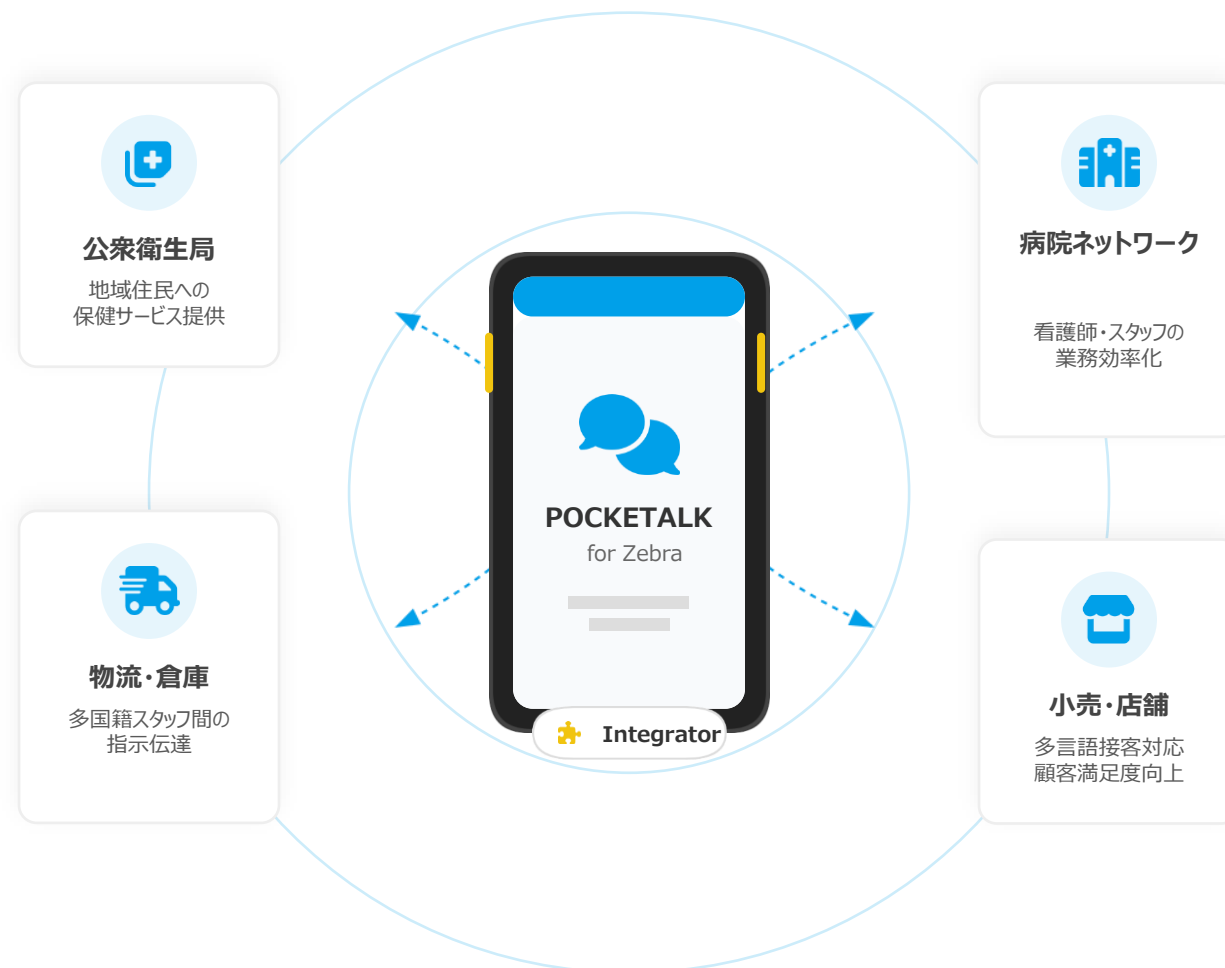 公衆衛生局
地域住民への
保健サービス提供
病院ネットワーク
看護師・スタッフの
業務効率化
POCKETALK
for Zebra
Integrator
物流・倉庫
多国籍スタッフ間の
指示伝達
小売・店舗
多言語接客対応
顧客満足度向上